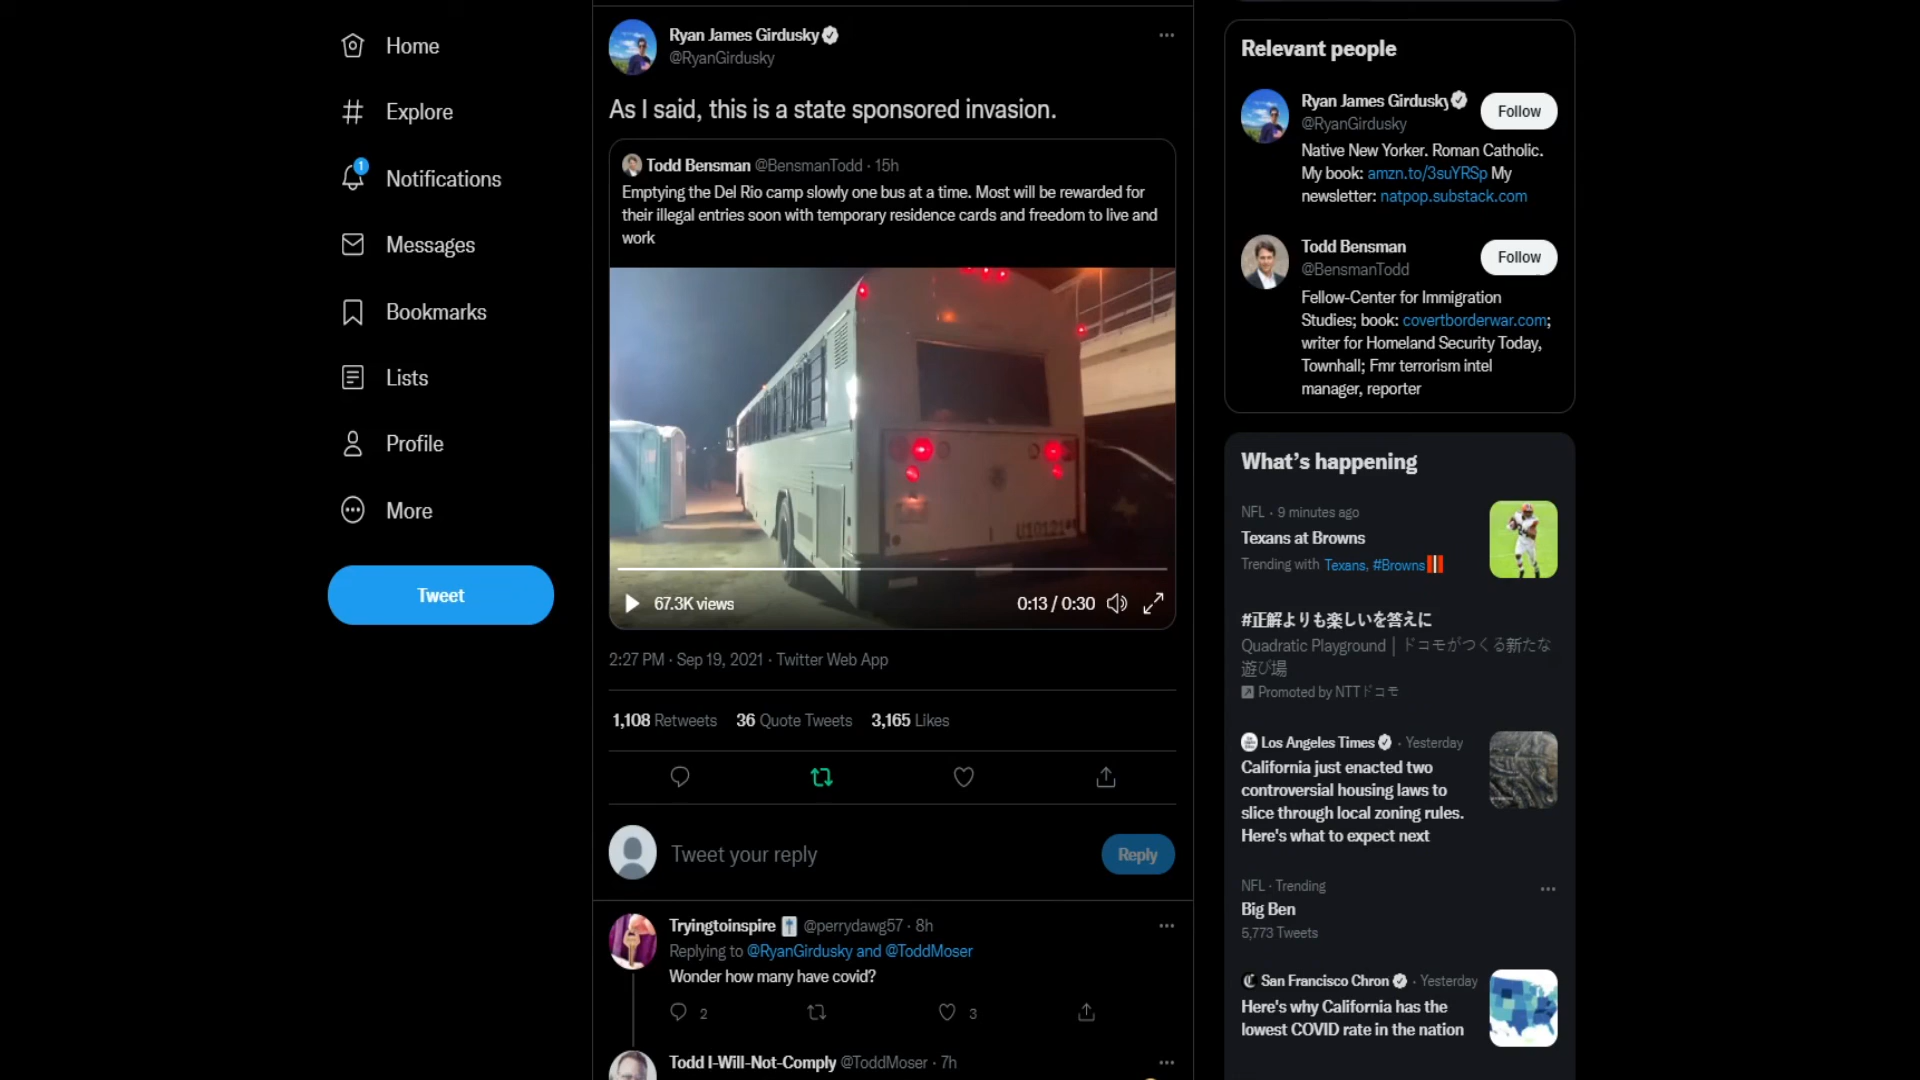 Home
Explore
1
Notifications
Messages
Bookmarks
Lists
Profile
More
Tweet
Ryan James Girdusky
@RyanGirdusky
As I said, this is a state sponsored invasion.
Todd Bensman @BensmanTodd · 15h
Emptying the Del Rio camp slowly one bus at a time. Most will be rewarded for
their illegal entries soon with temporary residence cards and freedom to live and
work
67.3K views
0:13 / 0:30
2:27 PM · Sep 19, 2021 · Twitter Web App
1,108 Retweets 36 Quote Tweets 3,165 Likes
Tweet your reply
Reply
Tryingtoinspire @perrydawg57 · 8h
Replying to @RyanGirdusky and @ToddMoser
Wonder how many have covid?
2
3
Todd I-Will-Not-Comply @ToddMoser · 7h
Relevant people
Ryan James Girdusky
@RyanGirdusky
Follow
Native New Yorker. Roman Catholic.
My book: amzn.to/3suYRSp My
newsletter: natpop.substack.com
Todd Bensman
@BensmanTodd
Follow
Fellow-Center for Immigration
Studies; book: covertborderwar.com;
writer for Homeland Security Today,
Townhall; Fmr terrorism intel
manager, reporter
What's happening
NFL · 9 minutes ago
Texans at Browns
Trending with Texans, #Browns
#正解よりも楽しいを答えに
Quadratic Playground | ドコモがつくる新たな
遊び場
Promoted by NTTドコモ
Los Angeles Times · Yesterday
California just enacted two
controversial housing laws to
slice through local zoning rules.
Here's what to expect next
NFL · Trending
Big Ben
5,773 Tweets
San Francisco Chron · Yesterday
Here's why California has the
lowest COVID rate in the nation